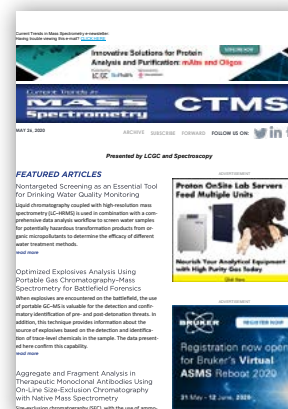 Current Trends in Mass Spectrometry e-newsletter
Having trouble viewing this e-mail? CLICK HERE.
Innovative Solutions for Protein
Analysis and Purification: mAbs and Oligos
LCGC
Current Trends in
MASS
Spectrometry
CTMS
MAY 26, 2020
ARCHIVE SUBSCRIBE FORWARD FOLLOW US ON:
Presented by LCGC and Spectroscopy
FEATURED ARTICLES
Nontargeted Screening as an Essential Tool
for Drinking Water Quality Monitoring
Liquid chromatography coupled with high-resolution mass
spectrometry (LC–HRMS) is used in combination with a com-
prehensive data analysis workflow to screen water samples
for potentially hazardous transformation products from or-
ganic micropollutants to determine the efficacy of different
water treatment methods.
read more
Optimized Explosives Analysis Using
Portable Gas Chromatography–Mass
Spectrometry for Battlefield Forensics
When explosives are encountered on the battlefield, the use
of portable GC–MS is valuable for the detection and confir-
matory identification of pre- and post-detonation threats. In
addition, this technique provides information about the
source of explosives based on the detection and identifica-
tion of trace-level chemicals in the sample. The data present-
ed here confirm this capability.
read more
Aggregate and Fragment Analysis in
Therapeutic Monoclonal Antibodies Using
On-Line Size-Exclusion Chromatography
with Native Mass Spectrometry
Size-exclusion chromatography (SEC), with the use of ammo-
ADVERTISEMENT
Proton OnSite Lab Servers
Feed Multiple Units
Nourish Your Analytical Equipment
with High Purity Gas Today
ADVERTISEMENT
BRUKER
REGISTER NOW
Registration now open
for Bruker's Virtual
ASMS Reboot 2020
31 May - 12 June, 2020